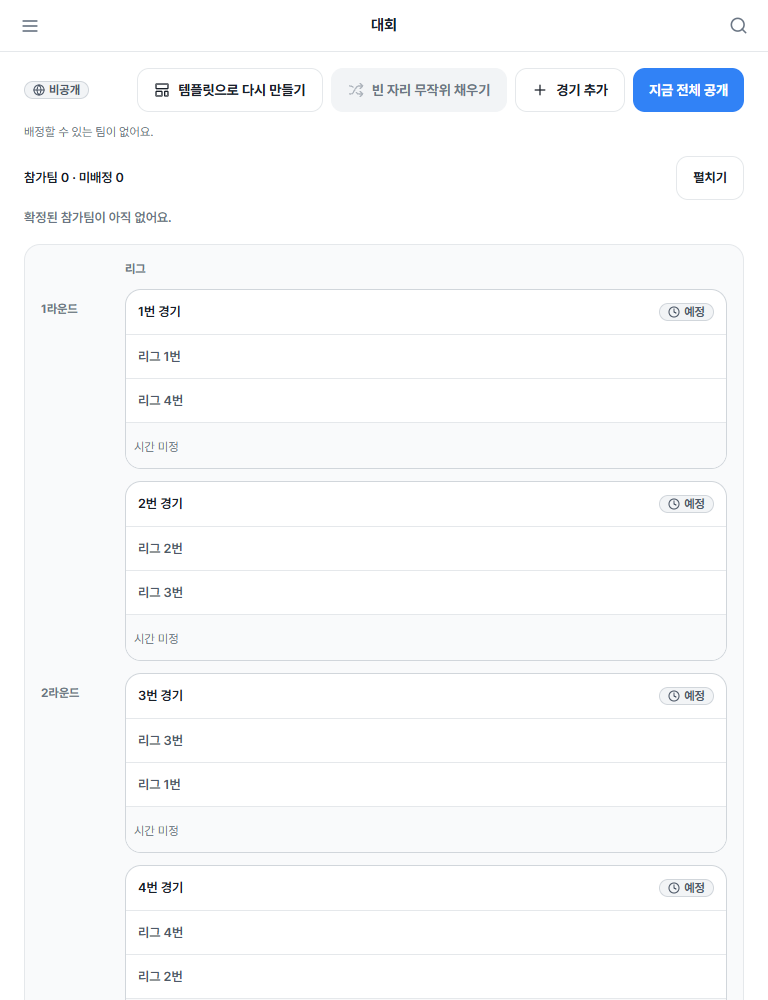 대회
비공개
템플릿으로 다시 만들기
빈 자리 무작위 채우기
경기 추가
지금 전체 공개
배정할 수 있는 팀이 없어요.
참가팀 0 · 미배정 0
펼치기
확정된 참가팀이 아직 없어요.
리그
1라운드
1번 경기
예정
리그 1번
리그 4번
시간 미정
2번 경기
예정
리그 2번
리그 3번
시간 미정
2라운드
3번 경기
예정
리그 3번
리그 1번
시간 미정
4번 경기
예정
리그 4번
리그 2번